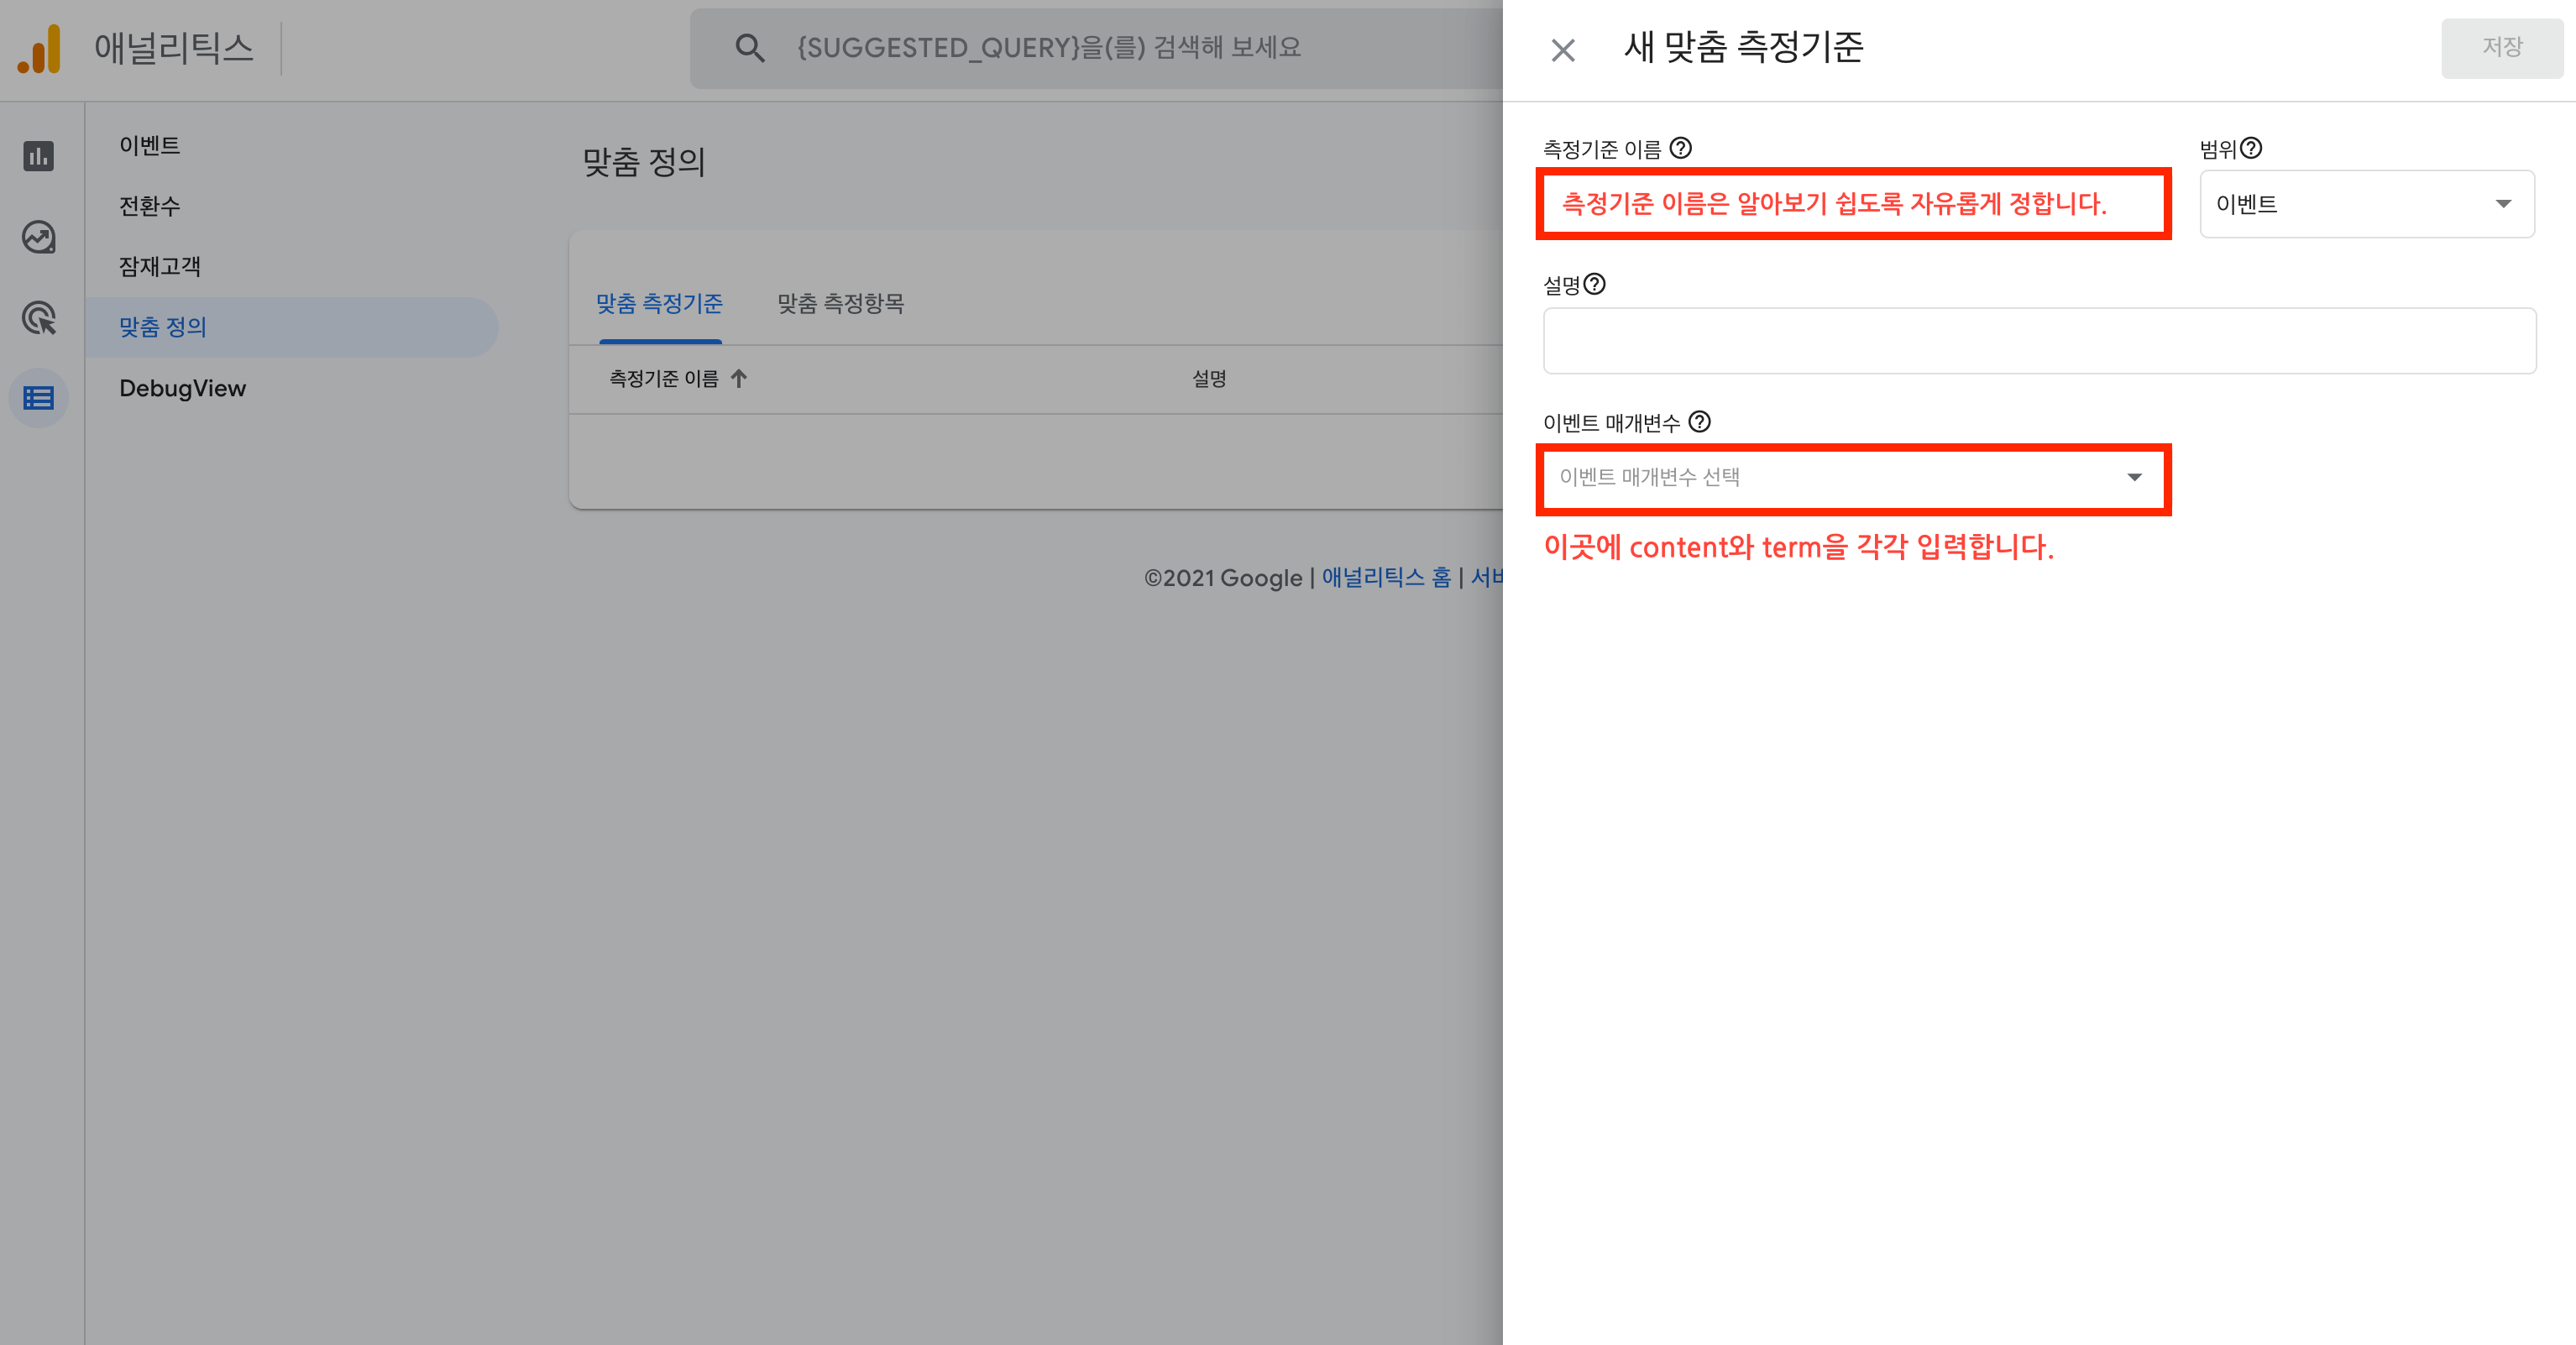 애널리틱스
{SUGGESTED_QUERY}을(를) 검색해 보세요
이벤트
전환수
잠재고객
맞춤 정의
DebugView
맞춤 정의
맞춤 측정기준 맞춤 측정항목
측정기준 이름 설명
©2021 Google | 애널리틱스 홈 | 서비
새 맞춤 측정기준
저장
측정기준 이름
범위
측정기준 이름은 알아보기 쉽도록 자유롭게 정합니다.
이벤트
설명
이벤트 매개변수
이벤트 매개변수 선택
이곳에 content와 term을 각각 입력합니다.